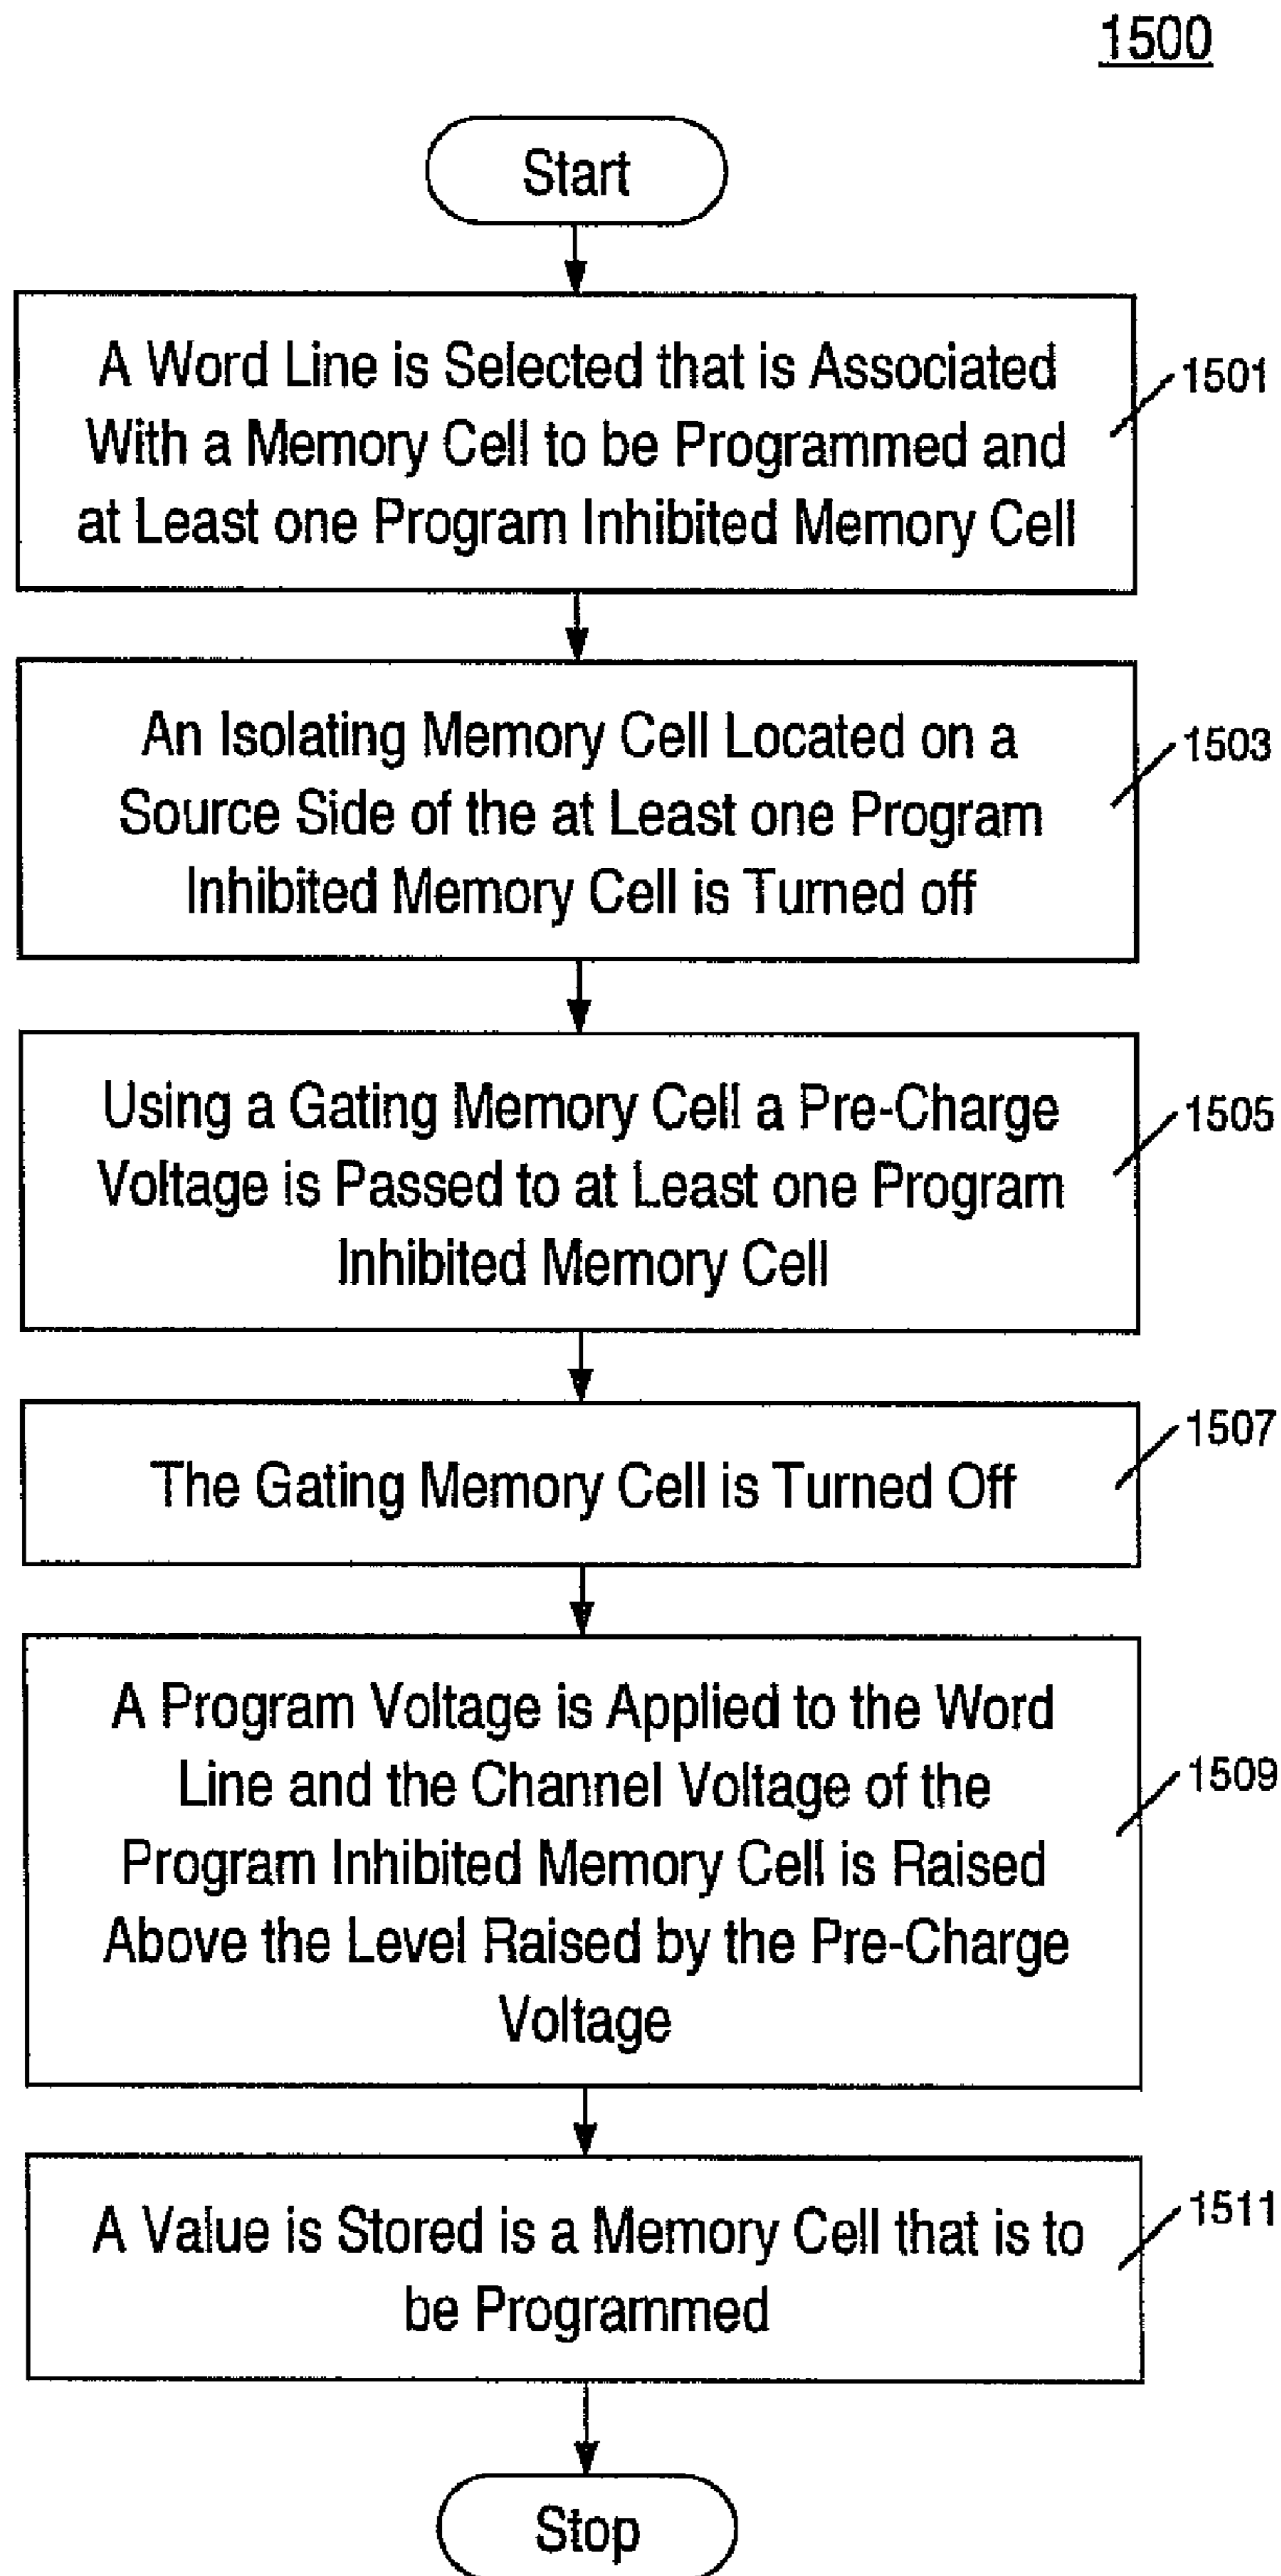 1500
Start
A Word Line is Selected that is Associated
With a Memory Cell to be Programmed and
at Least one Program Inhibited Memory Cell
1501
An Isolating Memory Cell Located on a
Source Side of the at Least one Program
Inhibited Memory Cell is Turned off
1503
Using a Gating Memory Cell a Pre-Charge
Voltage is Passed to at Least one Program
Inhibited Memory Cell
1505
The Gating Memory Cell is Turned Off
1507
A Program Voltage is Applied to the Word
Line and the Channel Voltage of the
Program Inhibited Memory Cell is Raised
Above the Level Raised by the Pre-Charge
Voltage
1509
A Value is Stored is a Memory Cell that is to
be Programmed
1511
Stop